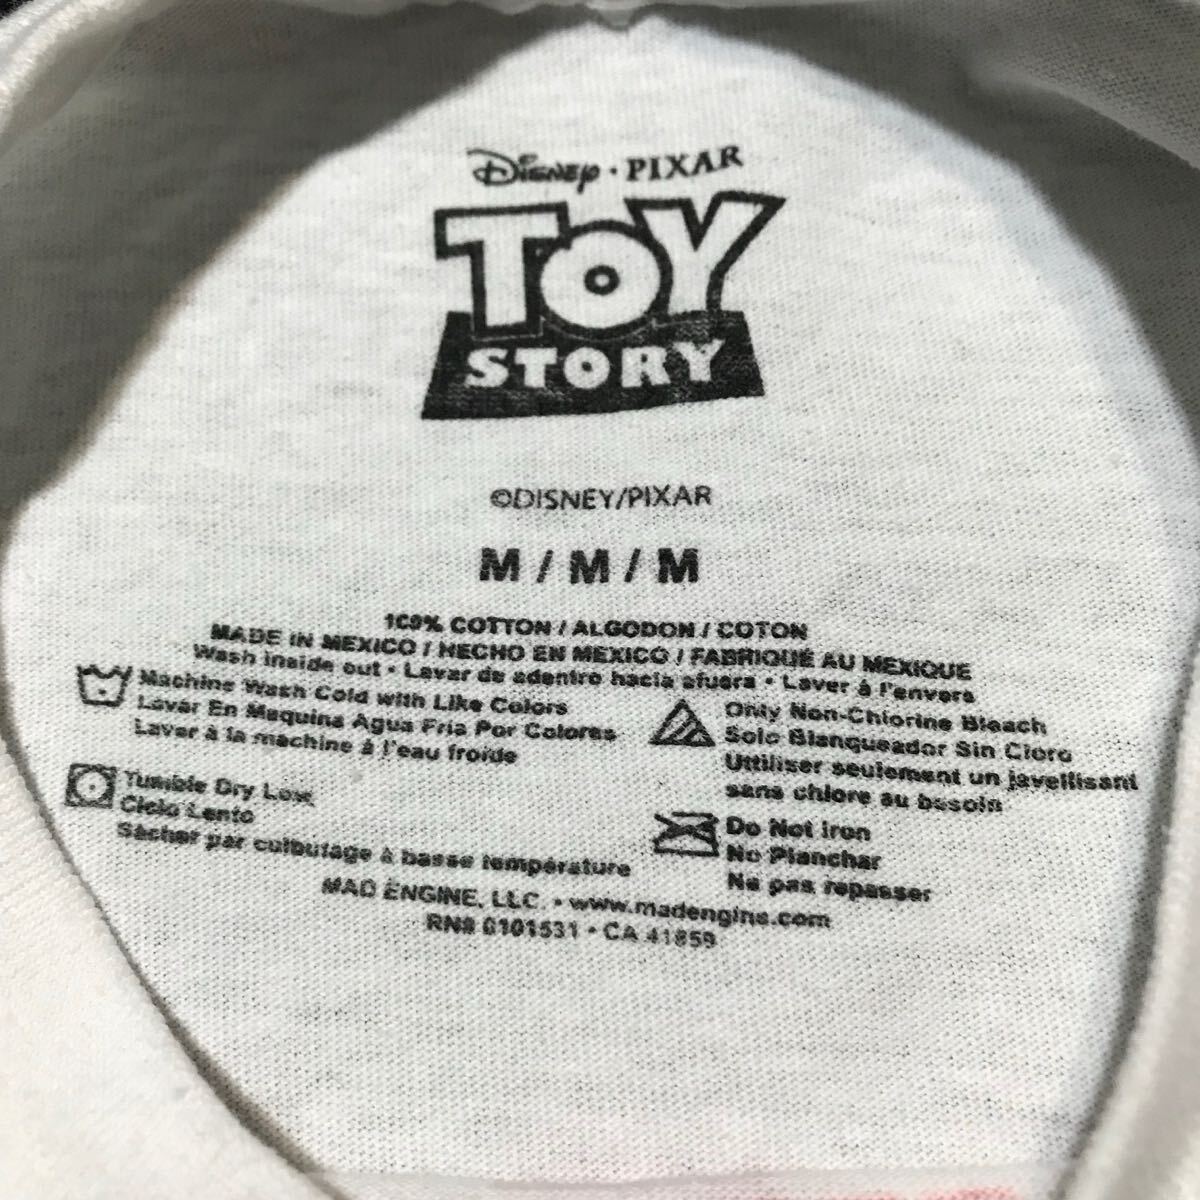 Disney · PIXAR
TOY
STORY
©DISNEY/PIXAR
M / M / M
100% COTTON / ALGODON / COTON
MADE IN MEXICO / HECHO EN MEXICO / FABRIQUÉ AU MEXIQUE
Wash inside out • Lavar de adentro hacia afuera • Laver à l'envers
Machine Wash Cold with Like Colors
Lavar En Maquina Agua Fria Por Colores
Laver à la machine à l'eau froide
Only Non-Chlorine Bleach
Solo Blanqueador Sin Cloro
Uttiliser seulement un javellisant
sans chlore au besoin
Tumble Dry Low
Ciclo Lento
Sácher par culbutage à basse température
Do Not Iron
No Planchar
Ne pas repasser
MAD ENGINE, LLC. • www.madengine.com
RN# 0101531 • CA 41859